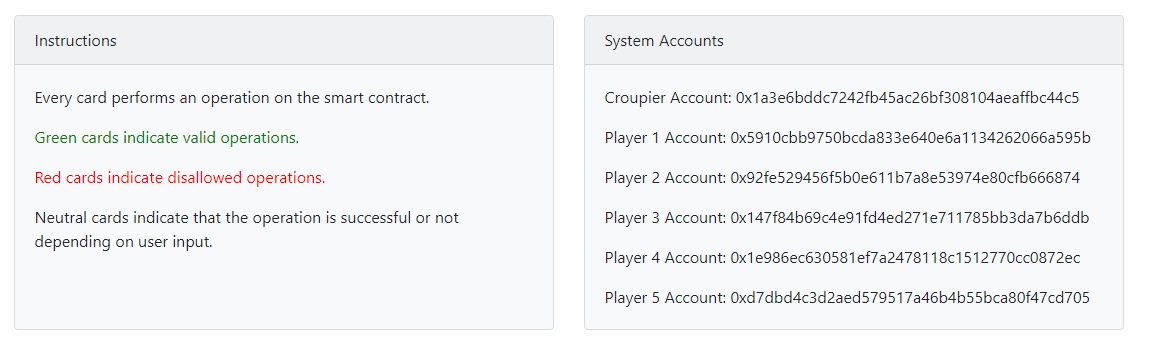 Instructions
Every card performs an operation on the smart contract.
Green cards indicate valid operations.
Red cards indicate disallowed operations.
Neutral cards indicate that the operation is successful or not
depending on user input.
System Accounts
Croupier Account: 0x1a3e6bddc7242fb45ac26bf308104aeaffbc44c5
Player 1 Account: 0x5910cbb9750bcda833e640e6a1134262066a595b
Player 2 Account: 0x92fe529456f5b0e611b7a8e53974e80cfb666874
Player 3 Account: 0x147f84b69c4e91fd4ed271e711785bb3da7b6ddb
Player 4 Account: 0x1e986ec630581ef7a2478118c1512770cc0872ec
Player 5 Account: 0xd7dbd4c3d2aed579517a46b4b55bca80f47cd705